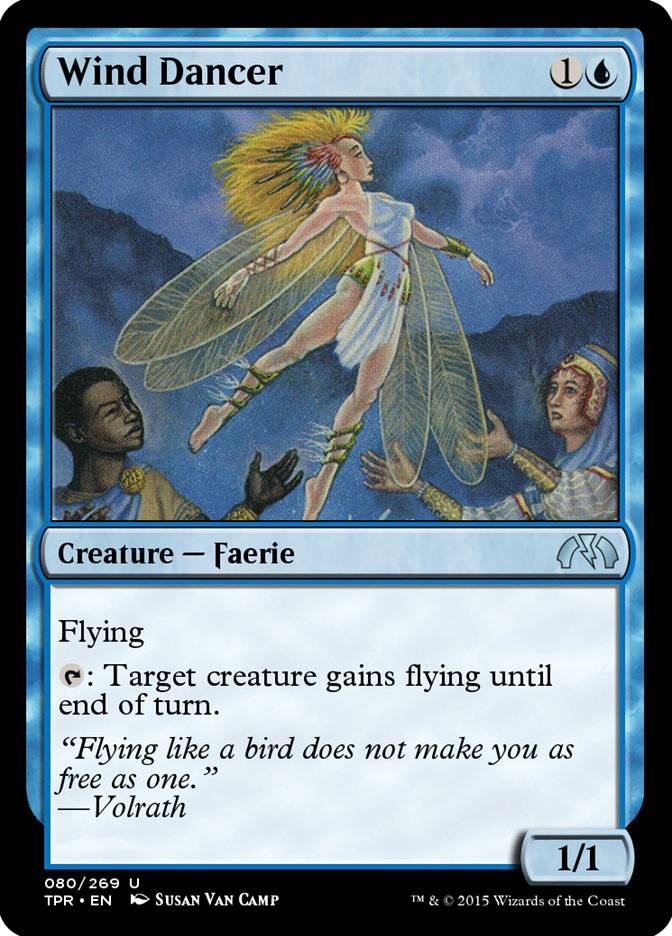 Wind Dancer 1
Creature — Faerie
Flying
: Target creature gains flying until
end of turn.
“Flying like a bird does not make you as
free as one.”
—Volrath
1/1
080/269 U
TPR • EN Susan Van Camp
™ & © 2015 Wizards of the Coast